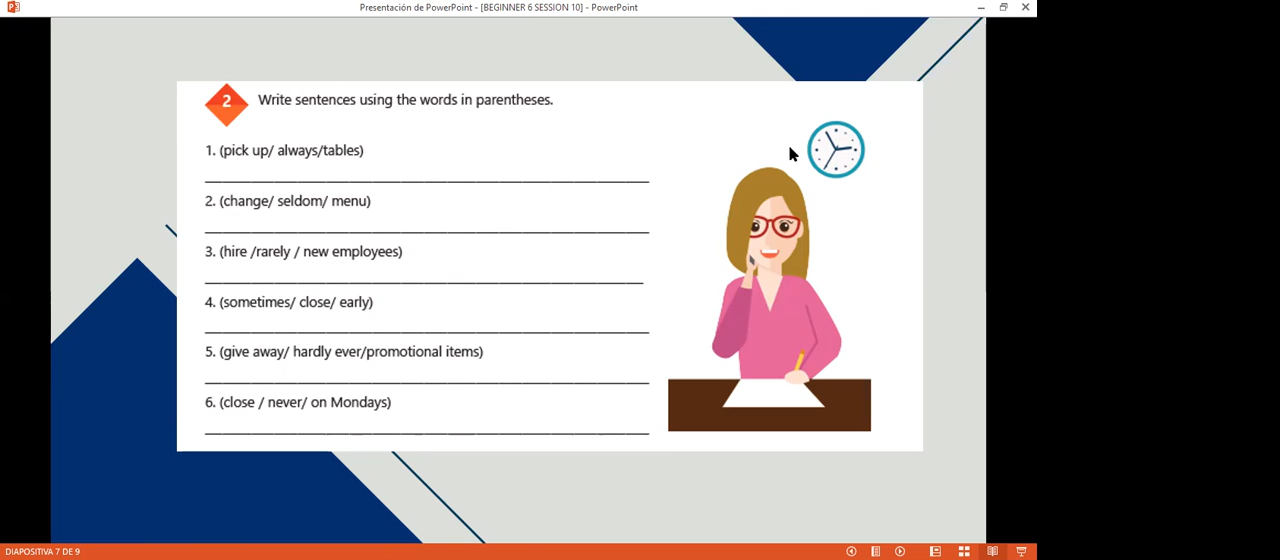 Presentación de PowerPoint - [BEGINNER 6 SESSION 10] - PowerPoint
2 Write sentences using the words in parentheses.
1. (pick up/ always/tables)
2. (change/ seldom/ menu)
3. (hire /rarely / new employees)
4. (sometimes/ close/ early)
5. (give away/ hardly ever/promotional items)
6. (close / never/ on Mondays)
DIAPOSITIVA 7 DE 9